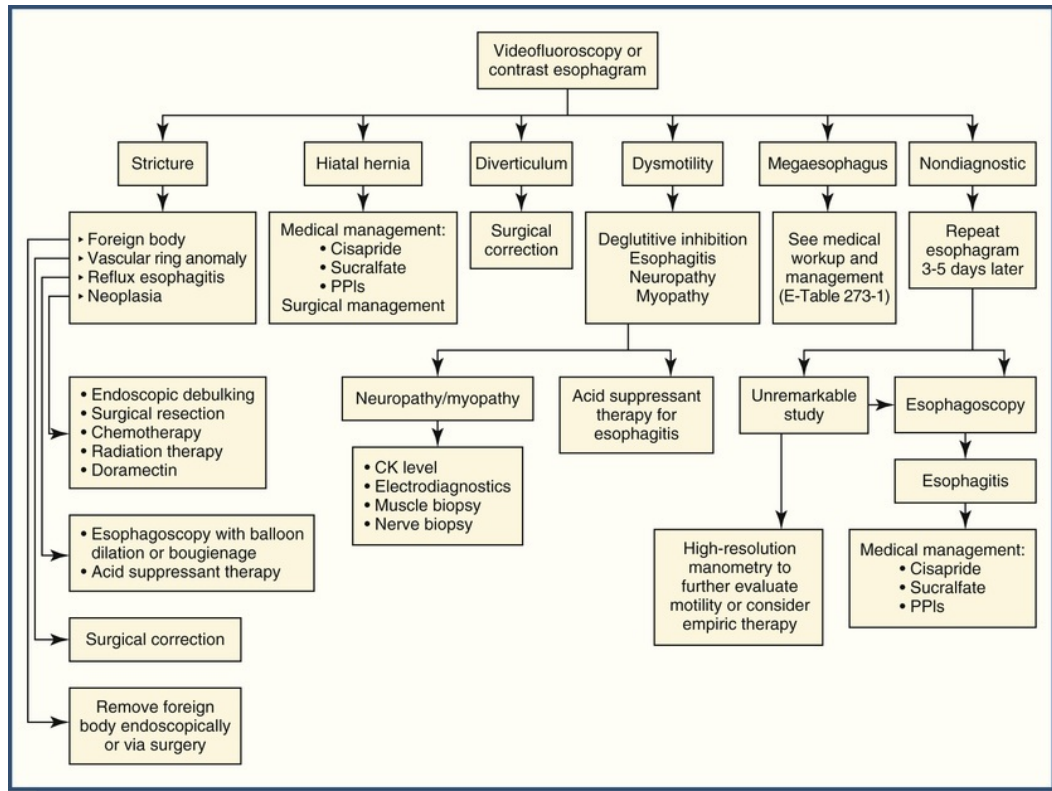 Videofluoroscopy or
contrast esophagram
Stricture
Hiatal hernia
Diverticulum
Dysmotility
Megaesophagus
Nondiagnostic
‣ Foreign body
‣ Vascular ring anomaly
‣ Reflux esophagitis
‣ Neoplasia
Medical management:
• Cisapride
• Sucralfate
• PPIs
Surgical management
Surgical
correction
Deglutitive inhibition
Esophagitis
Neuropathy
Myopathy
See medical
workup and
management
(E-Table 273-1)
Repeat
esophagram
3-5 days later
• Endoscopic debulking
• Surgical resection
• Chemotherapy
• Radiation therapy
• Doramectin
Neuropathy/myopathy
Acid suppressant
therapy for
esophagitis
Unremarkable
study
Esophagoscopy
• CK level
• Electrodiagnostics
• Muscle biopsy
• Nerve biopsy
Esophagitis
• Esophagoscopy with balloon
dilation or bougienage
• Acid suppressant therapy
High-resolution
manometry to
further evaluate
motility or consider
empiric therapy
Medical management:
• Cisapride
• Sucralfate
• PPIs
Surgical correction
Remove foreign
body endoscopically
or via surgery